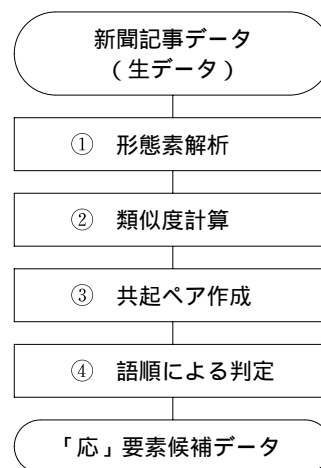 新聞記事データ
(生データ)
① 形態素解析
② 類似度計算
③ 共起ペア作成
④ 語順による判定
「応」要素候補データ